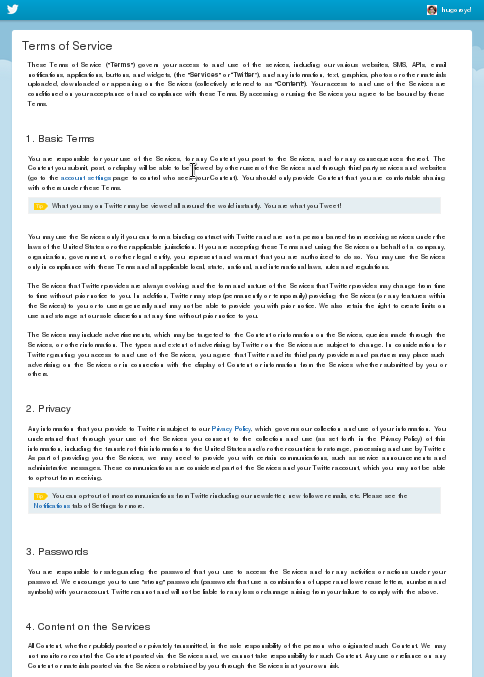 hugoroyd
Terms of Service
These Terms of Service ("Terms") govern your access to and use of the services, including our various websites, SMS, APIs, email
notifications, applications, buttons, and widgets, (the "Services" or "Twitter"), and any information, text, graphics, photos or other materials
uploaded, downloaded or appearing on the Services (collectively referred to as "Content"). Your access to and use of the Services are
conditioned on your acceptance of and compliance with these Terms. By accessing or using the Services you agree to be bound by these
Terms.
1. Basic Terms
You are responsible for your use of the Services, for any Content you post to the Services, and for any consequences thereof. The
Content you submit, post, or display will be able to be viewed by other users of the Services and through third party services and websites
(go to the account settings page to control who sees your Content). You should only provide Content that you are comfortable sharing
with others under these Terms.
Tip What you say on Twitter may be viewed all around the world instantly. You are what you Tweet!
You may use the Services only if you can form a binding contract with Twitter and are not a person barred from receiving services under the
laws of the United States or other applicable jurisdiction. If you are accepting these Terms and using the Services on behalf of a company,
organization, government, or other legal entity, you represent and warrant that you are authorized to do so. You may use the Services
only in compliance with these Terms and all applicable local, state, national, and international laws, rules and regulations.
The Services that Twitter provides are always evolving and the form and nature of the Services that Twitter provides may change from time
to time without prior notice to you. In addition, Twitter may stop (permanently or temporarily) providing the Services (or any features within
the Services) to you or to users generally and may not be able to provide you with prior notice. We also retain the right to create limits on
use and storage at our sole discretion at any time without prior notice to you.
The Services may include advertisements, which may be targeted to the Content or information on the Services, queries made through the
Services, or other information. The types and extent of advertising by Twitter on the Services are subject to change. In consideration for
Twitter granting you access to and use of the Services, you agree that Twitter and its third party providers and partners may place such
advertising on the Services or in connection with the display of Content or information from the Services whether submitted by you or
others.
2. Privacy
Any information that you provide to Twitter is subject to our Privacy Policy, which governs our collection and use of your information. You
understand that through your use of the Services you consent to the collection and use (as set forth in the Privacy Policy) of this
information, including the transfer of this information to the United States and/or other countries for storage, processing and use by Twitter.
As part of providing you the Services, we may need to provide you with certain communications, such as service announcements and
administrative messages. These communications are considered part of the Services and your Twitter account, which you may not be able
to opt-out from receiving.
Tip You can opt-out of most communications from Twitter including our newsletter, new follower emails, etc. Please see the
Notifications tab of Settings for more.
3. Passwords
You are responsible for safeguarding the password that you use to access the Services and for any activities or actions under your
password. We encourage you to use "strong" passwords (passwords that use a combination of upper and lower case letters, numbers and
symbols) with your account. Twitter cannot and will not be liable for any loss or damage arising from your failure to comply with the above.
4. Content on the Services
All Content, whether publicly posted or privately transmitted, is the sole responsibility of the person who originated such Content. We may
not monitor or control the Content posted via the Services and, we cannot take responsibility for such Content. Any use or reliance on any
Content or materials posted via the Services or obtained by you through the Services is at your own risk.